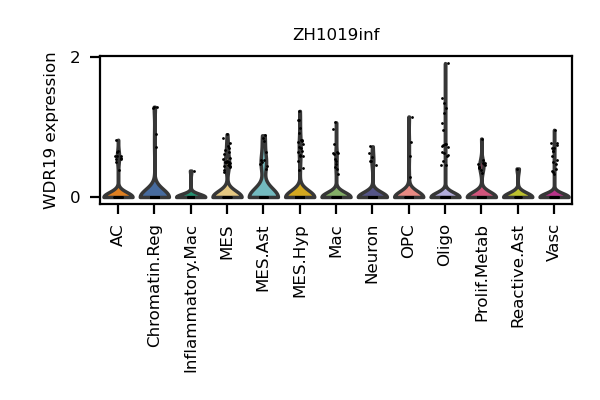 ZH1019inf
WDR19 expression
2
0
AC
Chromatin.Reg
Inflammatory.Mac
MES
MES.Ast
MES.Hyp
Mac
Neuron
OPC
Oligo
Prolif.Metab
Reactive.Ast
Vasc